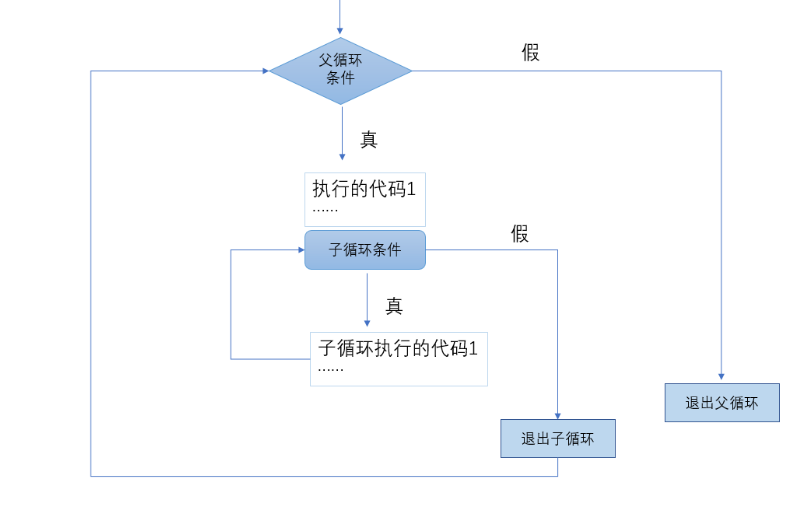 父循环
条件
假
真
执行的代码1
……
子循环条件
假
真
子循环执行的代码1
……
退出父循环
退出子循环